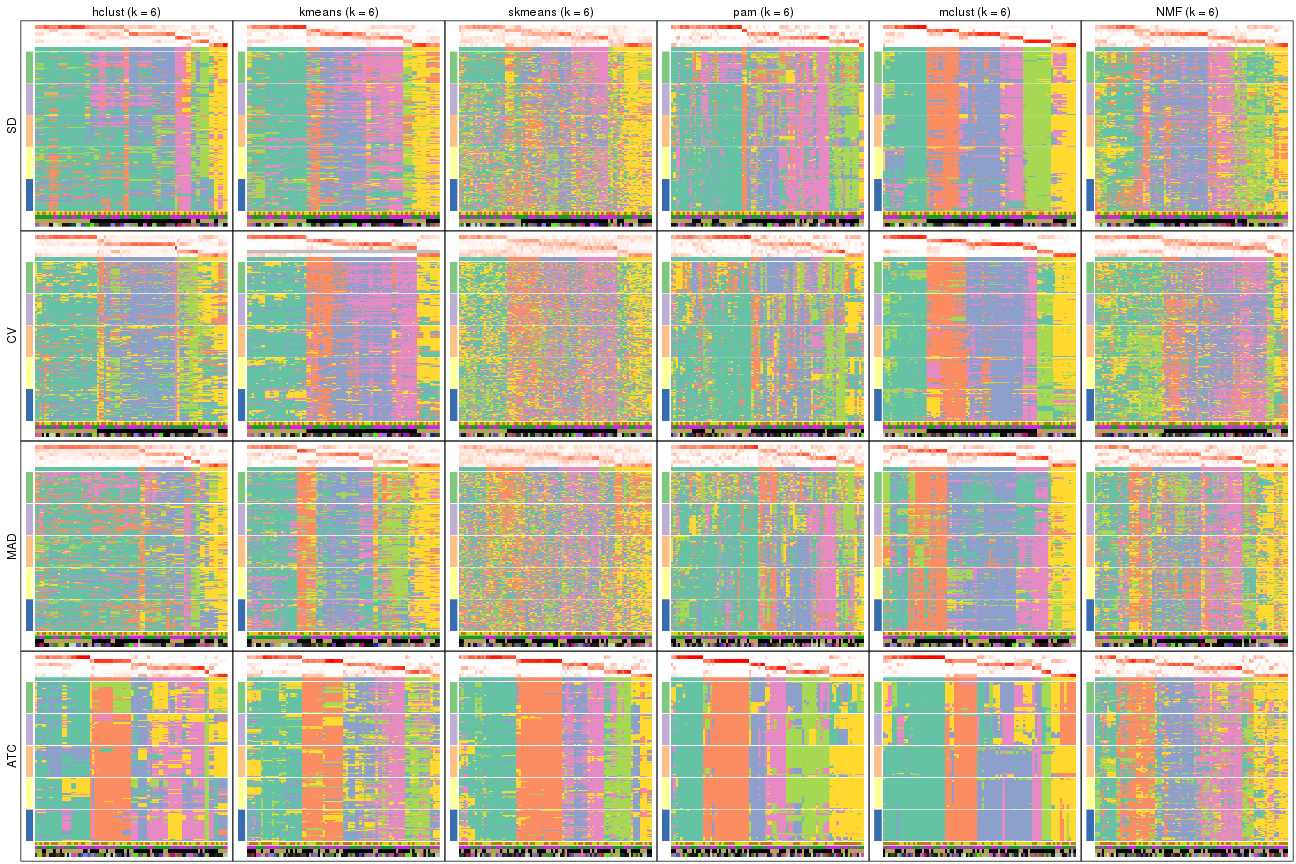 hclust (k = 6) kmeans (k = 6) skmeans (k = 6) pam (k = 6) mclust (k = 6) NMF (k = 6)
SD
CV
MAD
ATC